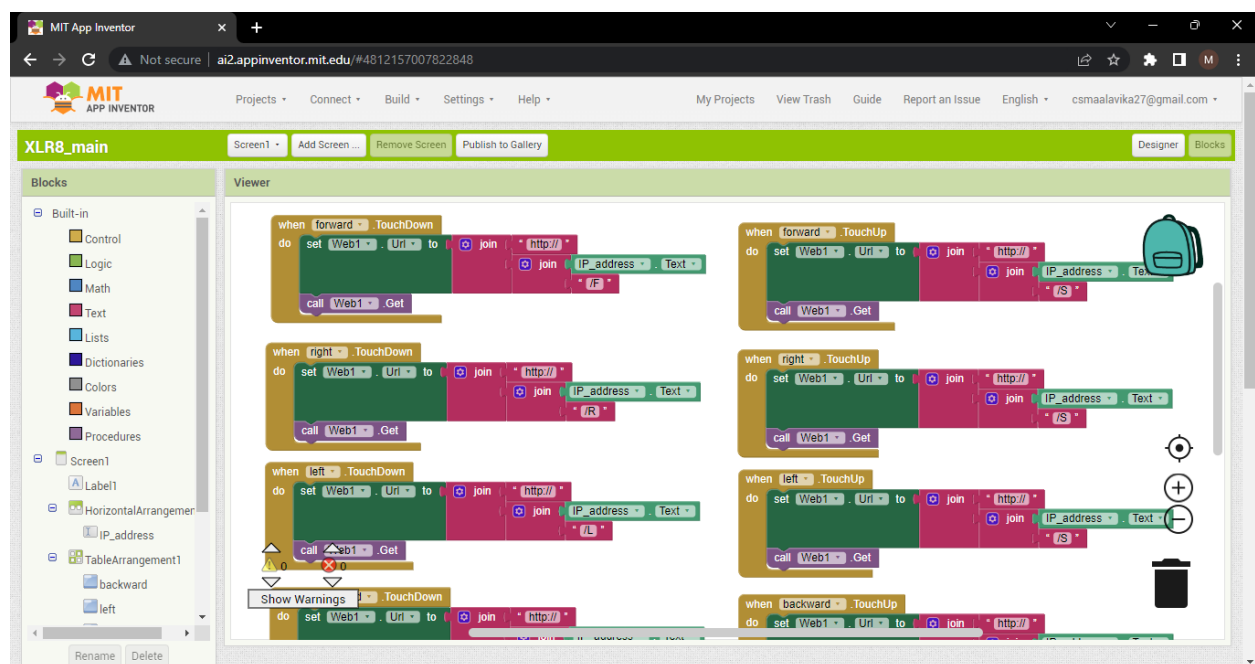 MIT App Inventor
Not secure | ai2.appinventor.mit.edu/#4812157007822848
M
MIT
APP INVENTOR
Projects Connect Build Settings Help My Projects View Trash Guide Report an Issue English csmaalavika27@gmail.com
XLR8_main
Screen1 Add Screen ... Remove Screen Publish to Gallery Designer Blocks
Blocks
Viewer
Built-in
Control
Logic
Math
Text
Lists
Dictionaries
Colors
Variables
Procedures
Screen1
Label1
HorizontalArrangemer
IP_address
TableArrangement1
backward
left
Rename Delete
when forward .TouchDown
do set Web1 . Url to join " http:// "
join IP_address . Text
" /F "
call Web1 .Get
when right .TouchDown
do set Web1 . Url to join " http:// "
join IP_address . Text
" /R "
call Web1 .Get
when left .TouchDown
do set Web1 . Url to join " http:// "
join IP_address . Text
" /L "
call Web1 .Get
0 0
Show Warnings
.TouchDown
do set Web1 . Url to join " http:// "
when forward .TouchUp
do set Web1 . Url to join " http:// "
join IP_address . Te
" /S "
call Web1 .Get
when right .TouchUp
do set Web1 . Url to join " http:// "
join IP_address . Text
" /S "
call Web1 .Get
when left .TouchUp
do set Web1 . Url to join " http:// "
join IP_address . Text
" /S "
call Web1 .Get
when backward .TouchUp
do set Web1 . Url to join " http:// "